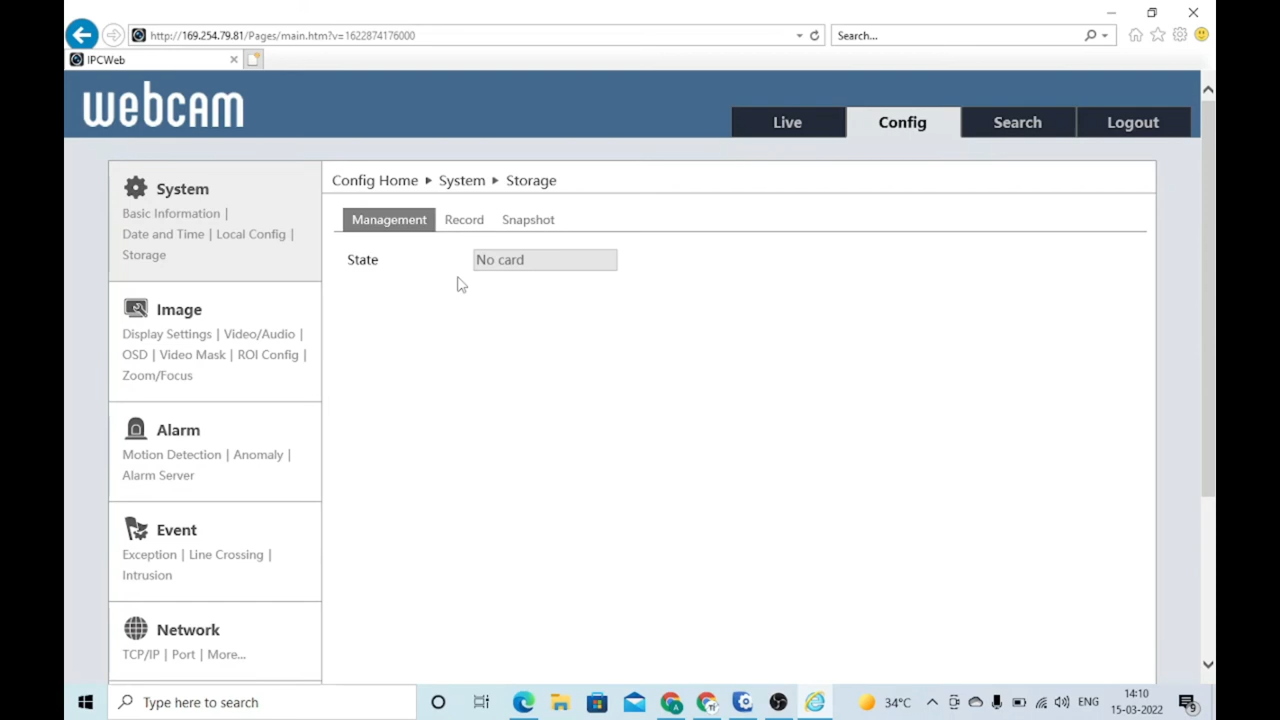 http://169.254.79.81/Pages/main.htm?v=1622874176000
Search...
IPCWeb
webcam
Live
Config
Search
Logout
System
Basic Information |
Date and Time | Local Config |
Storage
Config Home ▸ System ▸ Storage
Management
Record
Snapshot
State
No card
Image
Display Settings | Video/Audio |
OSD | Video Mask | ROI Config |
Zoom/Focus
Alarm
Motion Detection | Anomaly |
Alarm Server
Event
Exception | Line Crossing |
Intrusion
Network
TCP/IP | Port | More...
Type here to search
34°C
ENG
14:10
15-03-2022
9